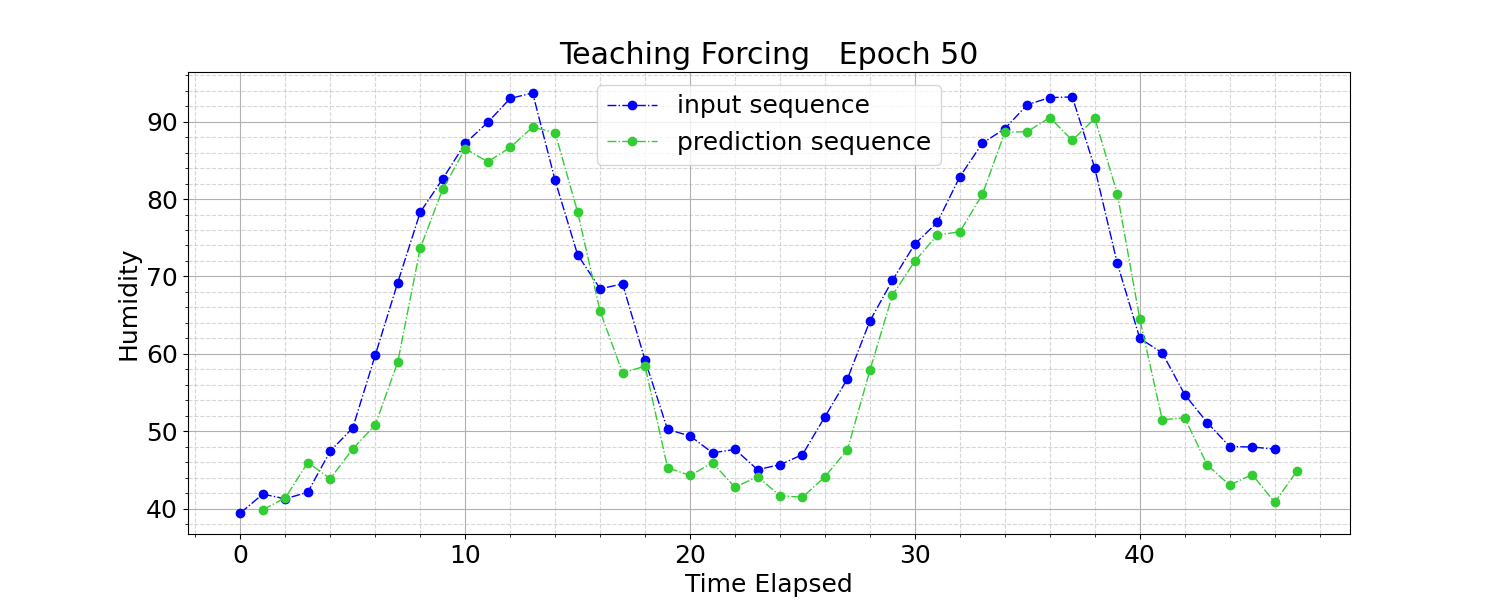 Teaching Forcing   Epoch 50
input sequence
prediction sequence
Humidity
90
80
70
60
50
40
0 10 20 30 40
Time Elapsed